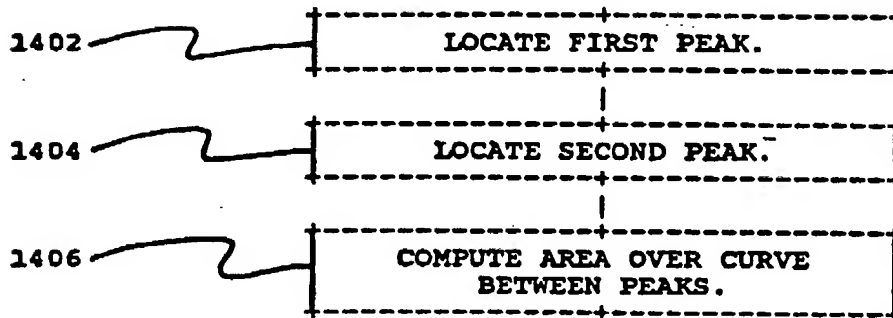 1402 LOCATE FIRST PEAK.
1404 LOCATE SECOND PEAK.
1406 COMPUTE AREA OVER CURVE
BETWEEN PEAKS.